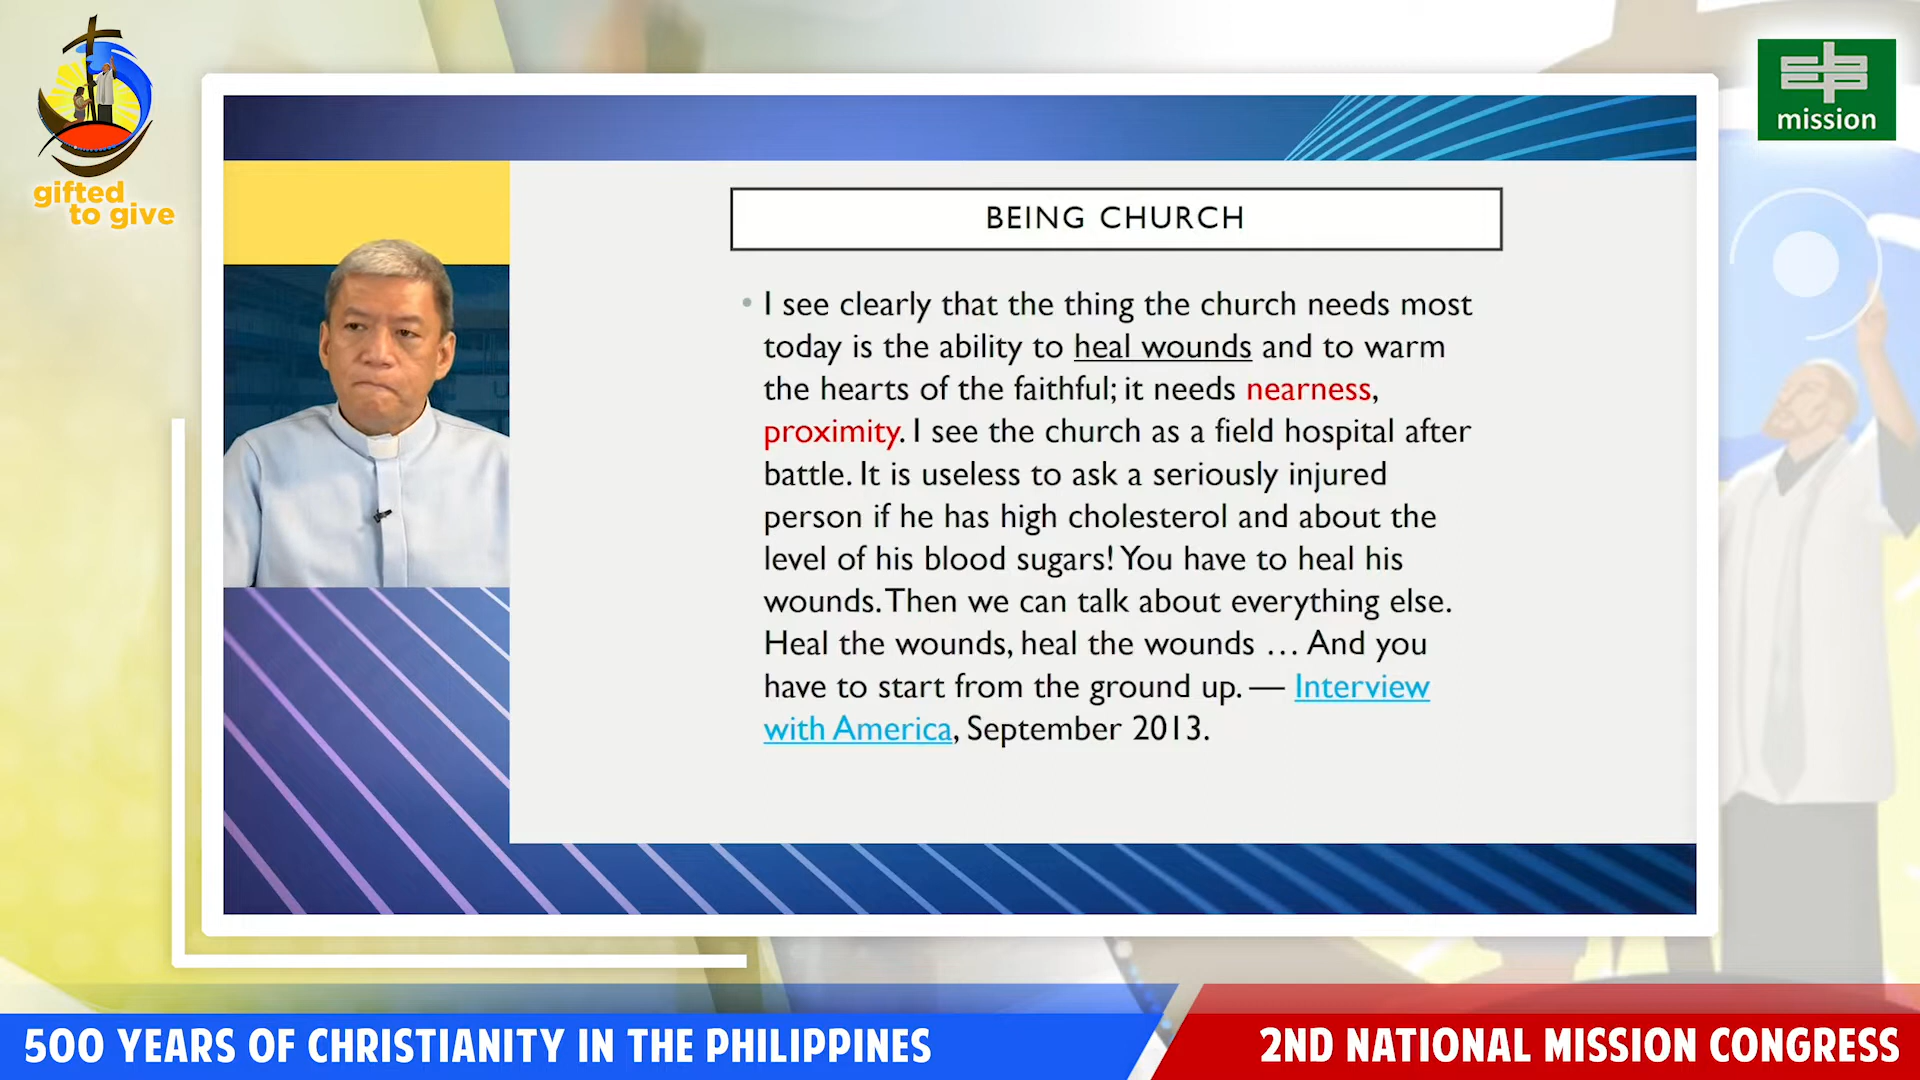 gifted
to give
mission
BEING CHURCH
• I see clearly that the thing the church needs most
today is the ability to heal wounds and to warm
the hearts of the faithful; it needs nearness,
proximity. I see the church as a field hospital after
battle. It is useless to ask a seriously injured
person if he has high cholesterol and about the
level of his blood sugars! You have to heal his
wounds. Then we can talk about everything else.
Heal the wounds, heal the wounds … And you
have to start from the ground up. — Interview
with America, September 2013.
500 YEARS OF CHRISTIANITY IN THE PHILIPPINES
2ND NATIONAL MISSION CONGRESS